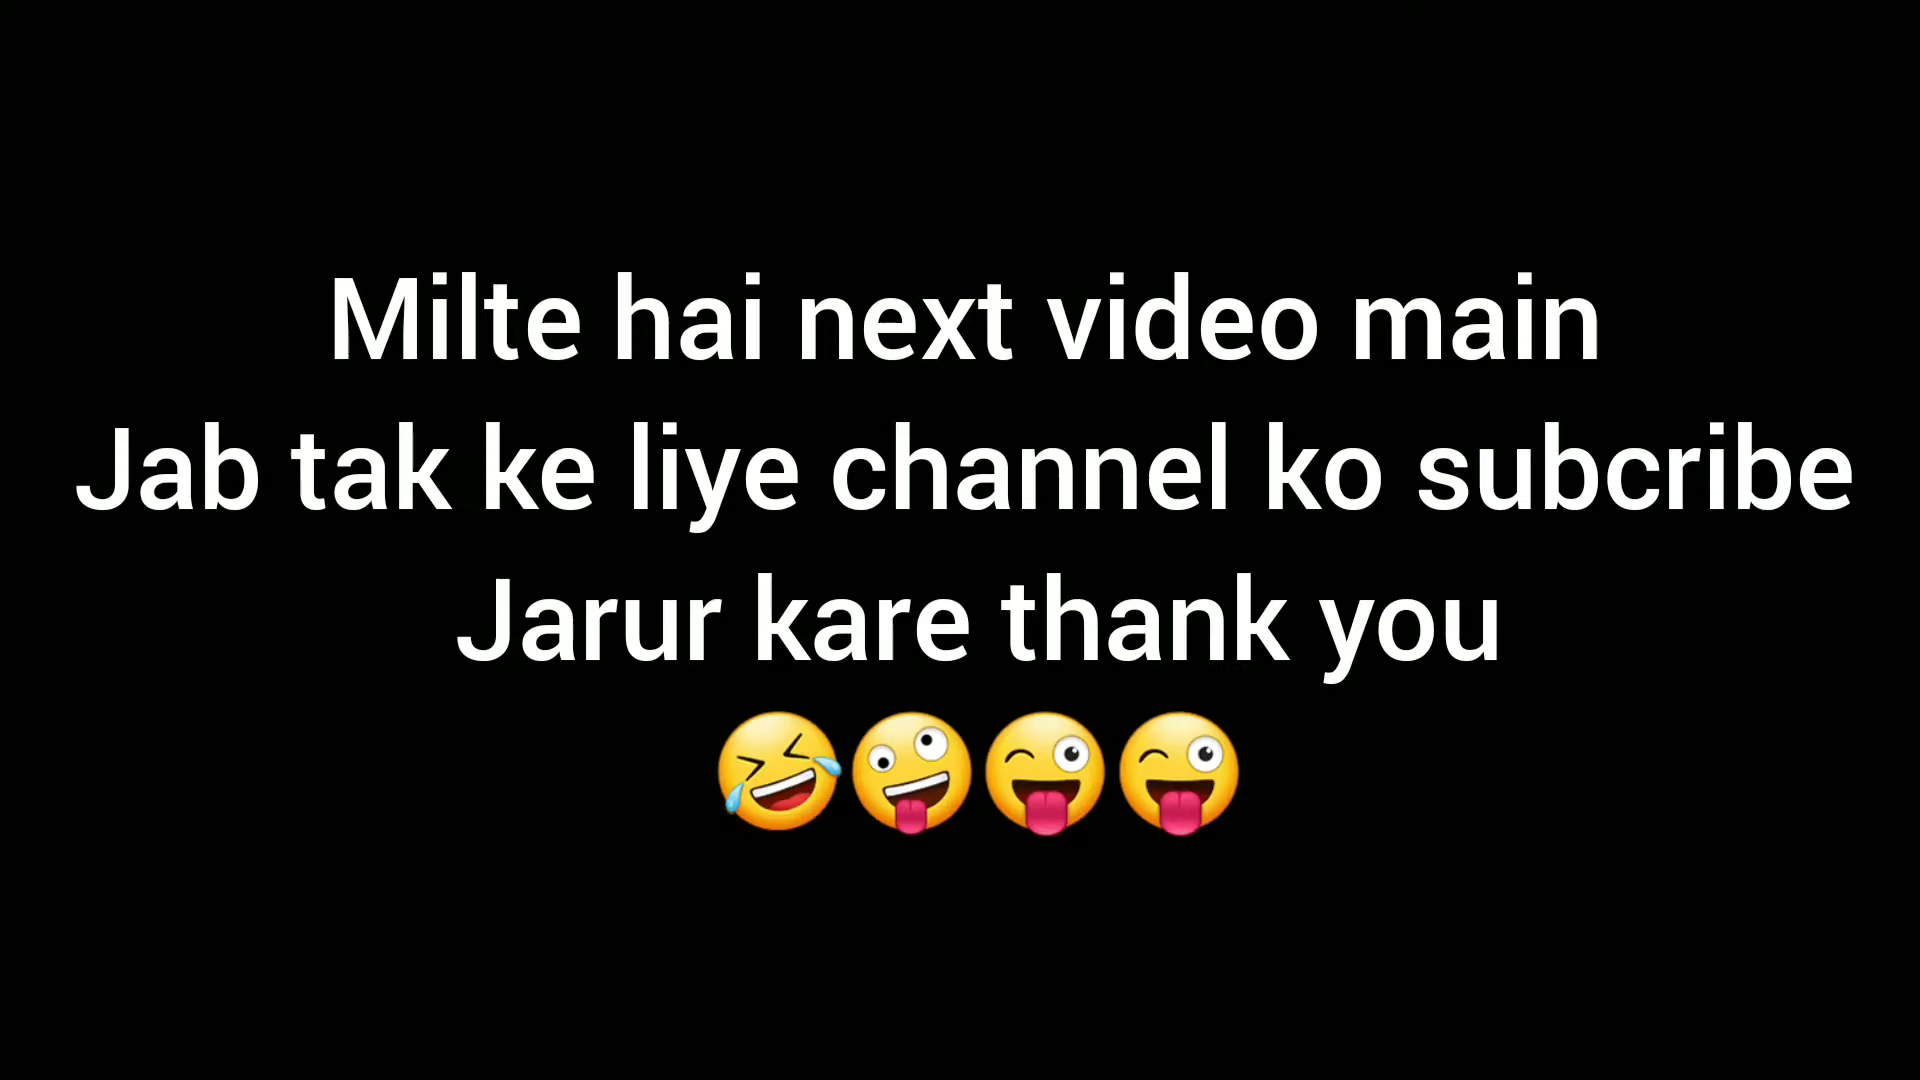 Milte hai next video main
Jab tak ke liye channel ko subcribe
Jarur kare thank you
🤣🤪😜😜